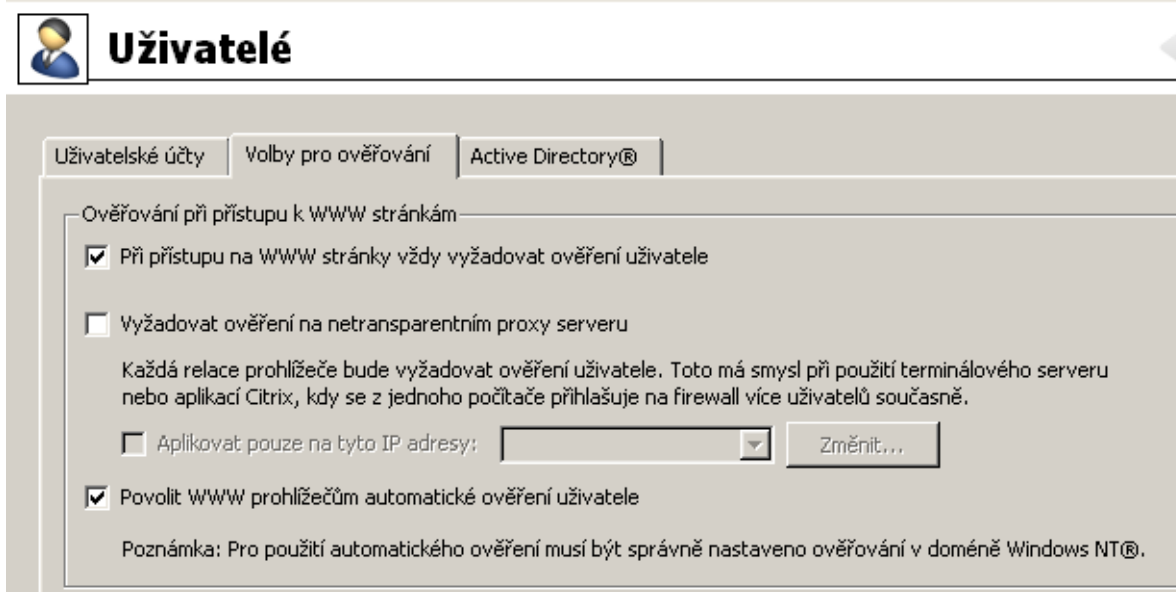 Uživatelé
Uživatelské účty
Volby pro ověřování
Active Directory®
Ověřování při přístupu k WWW stránkám
Při přístupu na WWW stránky vždy vyžadovat ověření uživatele
Vyžadovat ověření na netransparentním proxy serveru
Každá relace prohlížeče bude vyžadovat ověření uživatele. Toto má smysl při použití terminálového serveru
nebo aplikací Citrix, kdy se z jednoho počítače přihlašuje na firewall více uživatelů současně.
Aplikovat pouze na tyto IP adresy:
Změnit...
Povolit WWW prohlížečům automatické ověření uživatele
Poznámka: Pro použití automatického ověření musí být správně nastaveno ověřování v doméně Windows NT®.